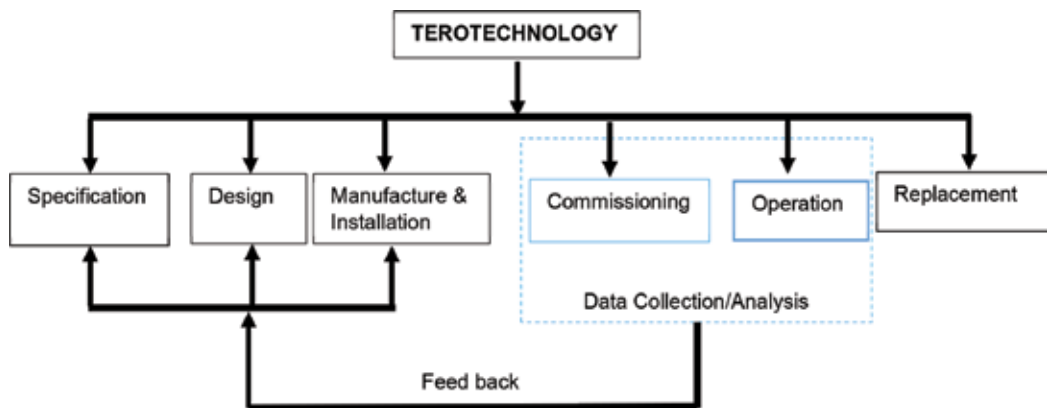 TEROTECHNOLOGY
Specification
Design
Manufacture &
Installation
Commissioning
Operation
Replacement
Data Collection/Analysis
Feed back